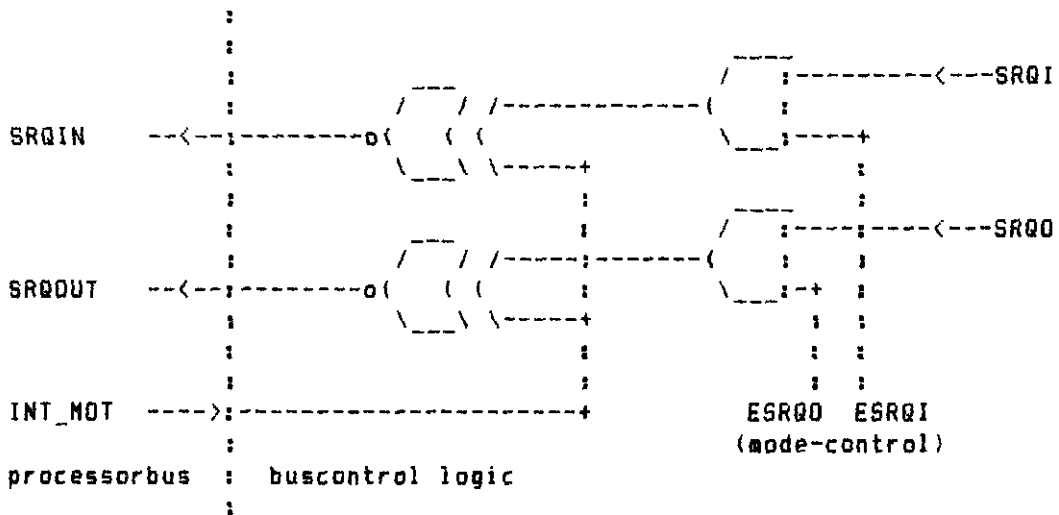 SRQI
SRQIN
SRQO
SRQOUT
INT_MOT
ESRQO ESRQI
(mode-control)
processorbus : buscontrol logic